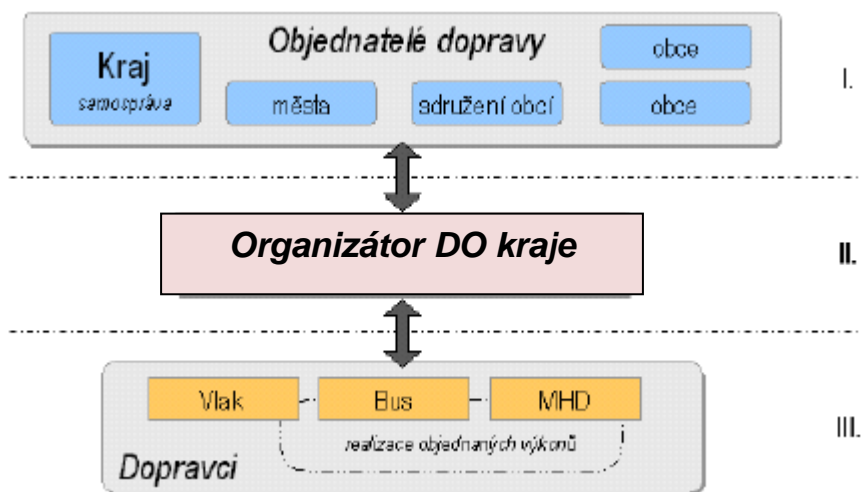 Objednatelé dopravy
Kraj
samospráva
města
sdružení obcí
obce
obce
I.
Organizátor DO kraje
II.
Vlak
Bus
MHD
realizace objednaných výkonů
Dopravci
III.